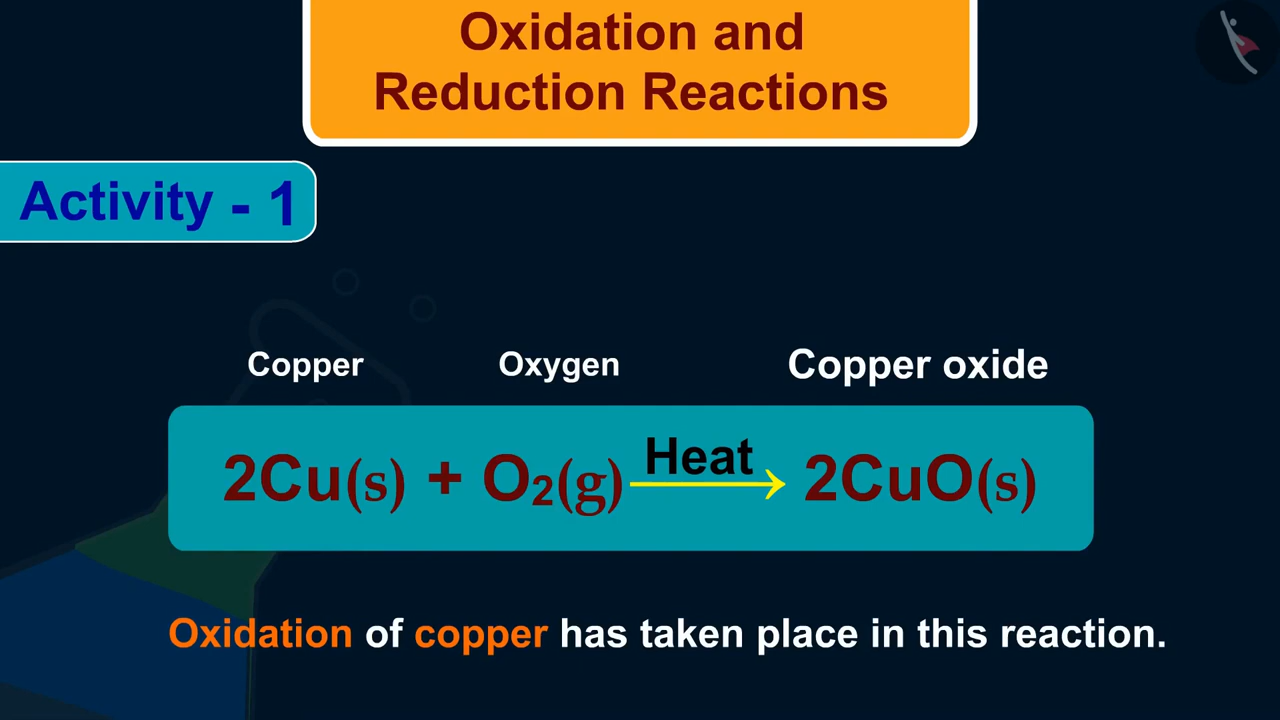 Oxidation and
Reduction Reactions
Activity - 1
Copper Oxygen Copper oxide
Heat
2Cu(s) + O₂(g) → 2CuO(s)
Oxidation of copper has taken place in this reaction.